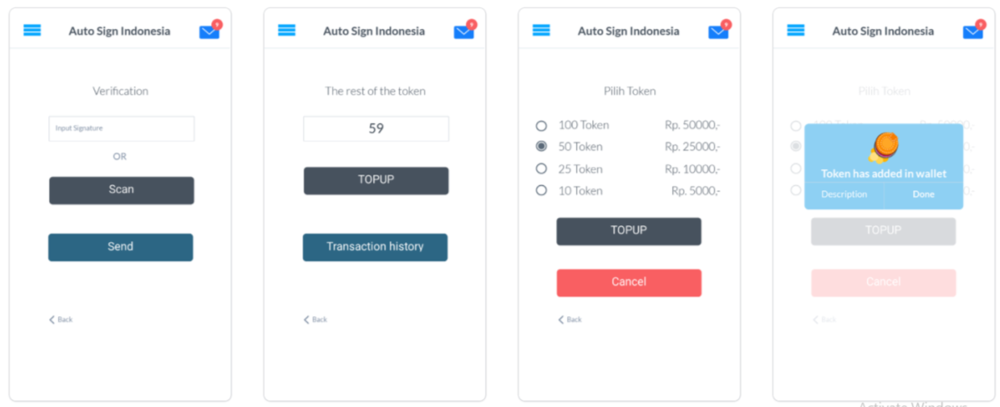 Auto Sign Indonesia
9
Verification
Input Signature
OR
Scan
Send
Back
Auto Sign Indonesia
9
The rest of the token
59
TOPUP
Transaction history
Back
Auto Sign Indonesia
9
Pilih Token
100 Token Rp. 50000,-
50 Token Rp. 25000,-
25 Token Rp. 10000,-
10 Token Rp. 5000,-
TOPUP
Cancel
Back
Auto Sign Indonesia
9
Pilih Token
Token has added in wallet
Description Done
TOPUP
Cancel
Back
Activate Windows